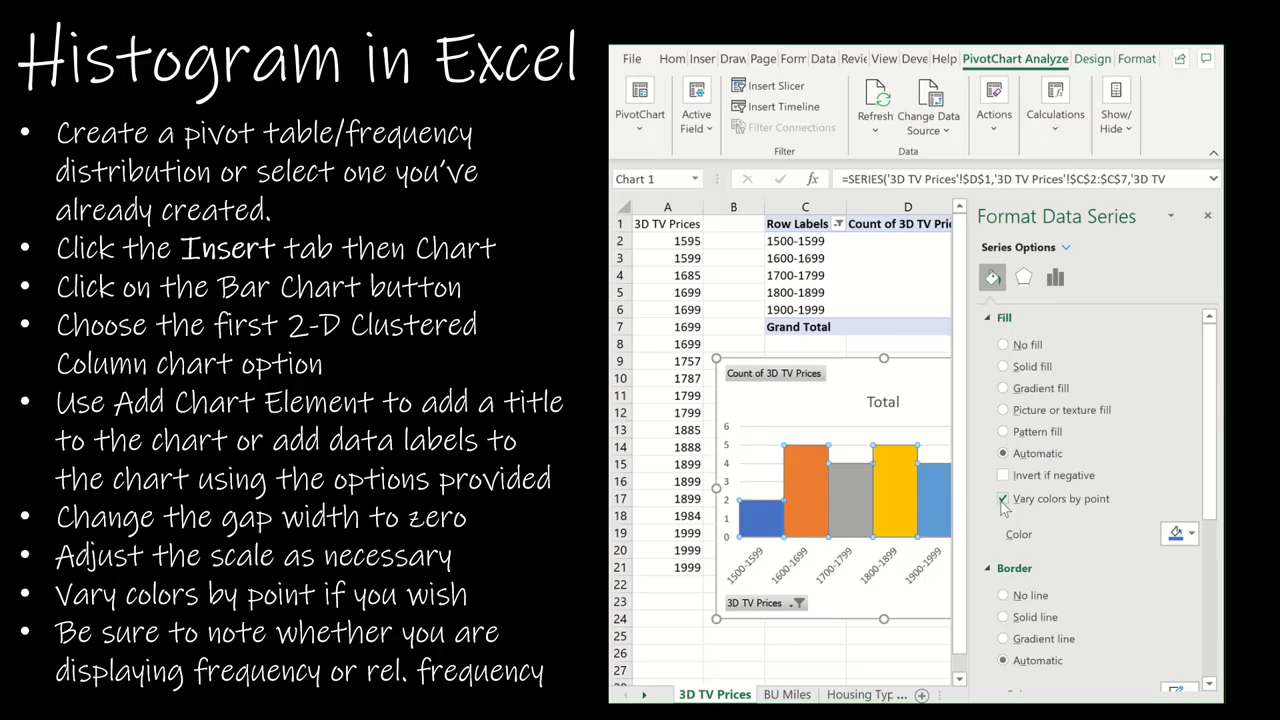 Histogram in Excel
• Create a pivot table/frequency
distribution or select one you've
already created.
• Click the Insert tab then Chart
• Click on the Bar Chart button
• Choose the first 2-D Clustered
Column chart option
• Use Add Chart Element to add a title
to the chart or add data labels to
the chart using the options provided
• Change the gap width to zero
• Adjust the scale as necessary
• Vary colors by point if you wish
• Be sure to note whether you are
displaying frequency or rel. frequency
File Hom Inser Draw Page Form Data Revie View Deve Help PivotChart Analyze Design Format
PivotChart
Active
Field
Insert Slicer
Insert Timeline
Filter Connections
Filter
Refresh
Change Data
Source
Data
Actions
Calculations
Show/
Hide
Chart 1 fx =SERIES('3D TV Prices'!$D$1,'3D TV Prices'!$C$2:$C$7,'3D TV
A B C D
1 3D TV Prices Row Labels Count of 3D TV Pric
2 1595 1500-1599
3 1599 1600-1699
4 1685 1700-1799
5 1699 1800-1899
6 1699 1900-1999
7 1699 Grand Total
8 1699
9 1757
10 1787
11 1799
12 1799
13 1885
14 1888
15 1899
16 1899
17 1899
18 1984
19 1999
20 1999
21 1999
22
23
24
25
26
27
Count of 3D TV Prices
Total
6
5
4
3
2
1
0
1500-1599
1600-1699
1700-1799
1800-1899
1900-1999
3D TV Prices
Format Data Series
Series Options
Fill
No fill
Solid fill
Gradient fill
Picture or texture fill
Pattern fill
Automatic
Invert if negative
Vary colors by point
Color
Border
No line
Solid line
Gradient line
Automatic
3D TV Prices BU Miles Housing Typ ...